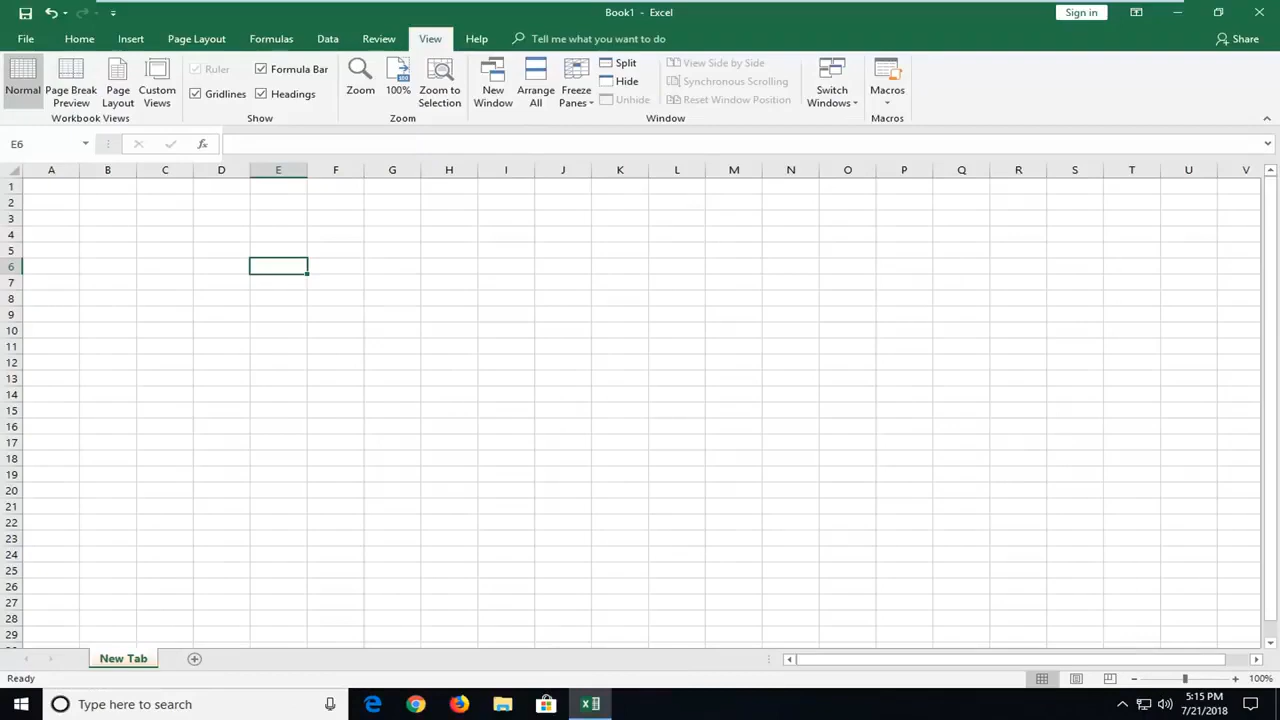 Book1 - Excel
Sign in
File Home Insert Page Layout Formulas Data Review View Help Tell me what you want to do Share
Normal
Page Break Preview
Page Layout
Custom Views
Workbook Views
Ruler
Formula Bar
Gridlines
Headings
Show
Zoom
100%
Zoom to Selection
Zoom
New Window
Arrange All
Freeze Panes
Split
Hide
Unhide
View Side by Side
Synchronous Scrolling
Reset Window Position
Window
Switch Windows
Macros
Macros
E6
fx
A B C D E F G H I J K L M N O P Q R S T U V
1
2
3
4
5
6
7
8
9
10
11
12
13
14
15
16
17
18
19
20
21
22
23
24
25
26
27
28
29
New Tab
Ready
100%
Type here to search
5:15 PM
7/21/2018